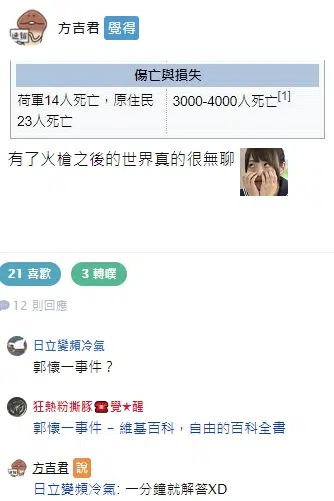 方吉君 覺得
傷亡與損失
荷軍14人死亡，原住民 3000-4000人死亡[1]
23人死亡
有了火槍之後的世界真的很無聊
21 喜歡 3 轉噗
12 則回應
日立變頻冷氣
郭懷一事件？
狂熱粉撕豚☎覺★醒
郭懷一事件 – 維基百科，自由的百科全書
方吉君 說
日立變頻冷氣: 一分鐘就解答XD